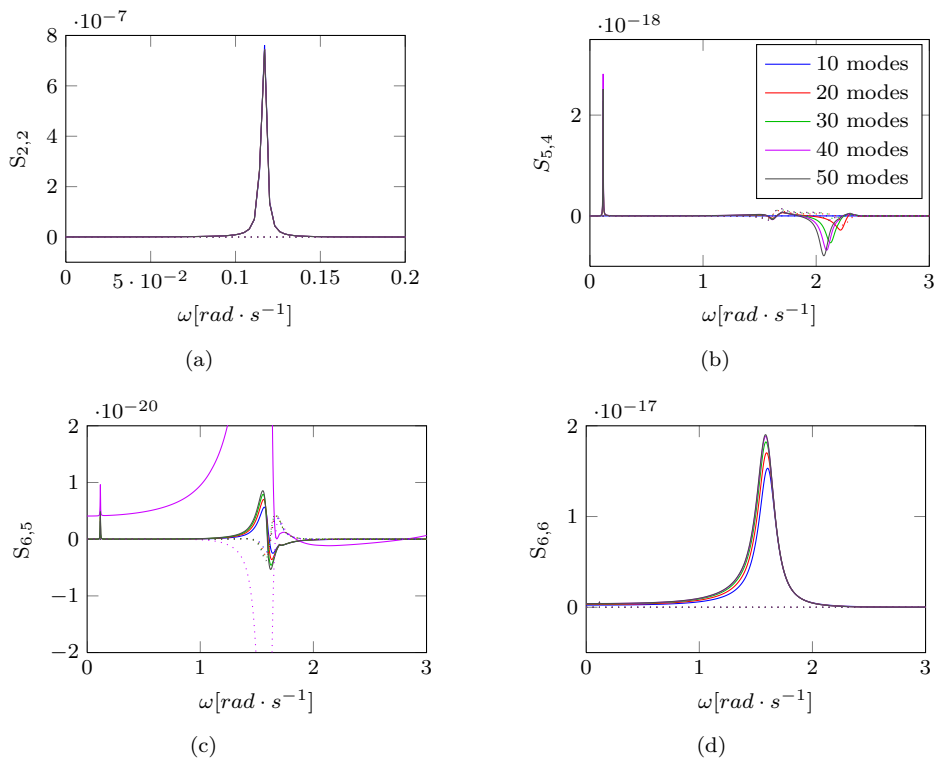 ·10−7
8
6
4
2
0
S2,2
0
5 · 10−2
0.1
0.15
0.2
ω[rad · s−1]
(a)
·10−18
2
0
S5,4
10 modes
20 modes
30 modes
40 modes
50 modes
0
1
2
3
ω[rad · s−1]
(b)
·10−20
2
1
0
−1
−2
S6,5
0
1
2
3
ω[rad · s−1]
(c)
·10−17
2
1
0
S6,6
0
1
2
3
ω[rad · s−1]
(d)